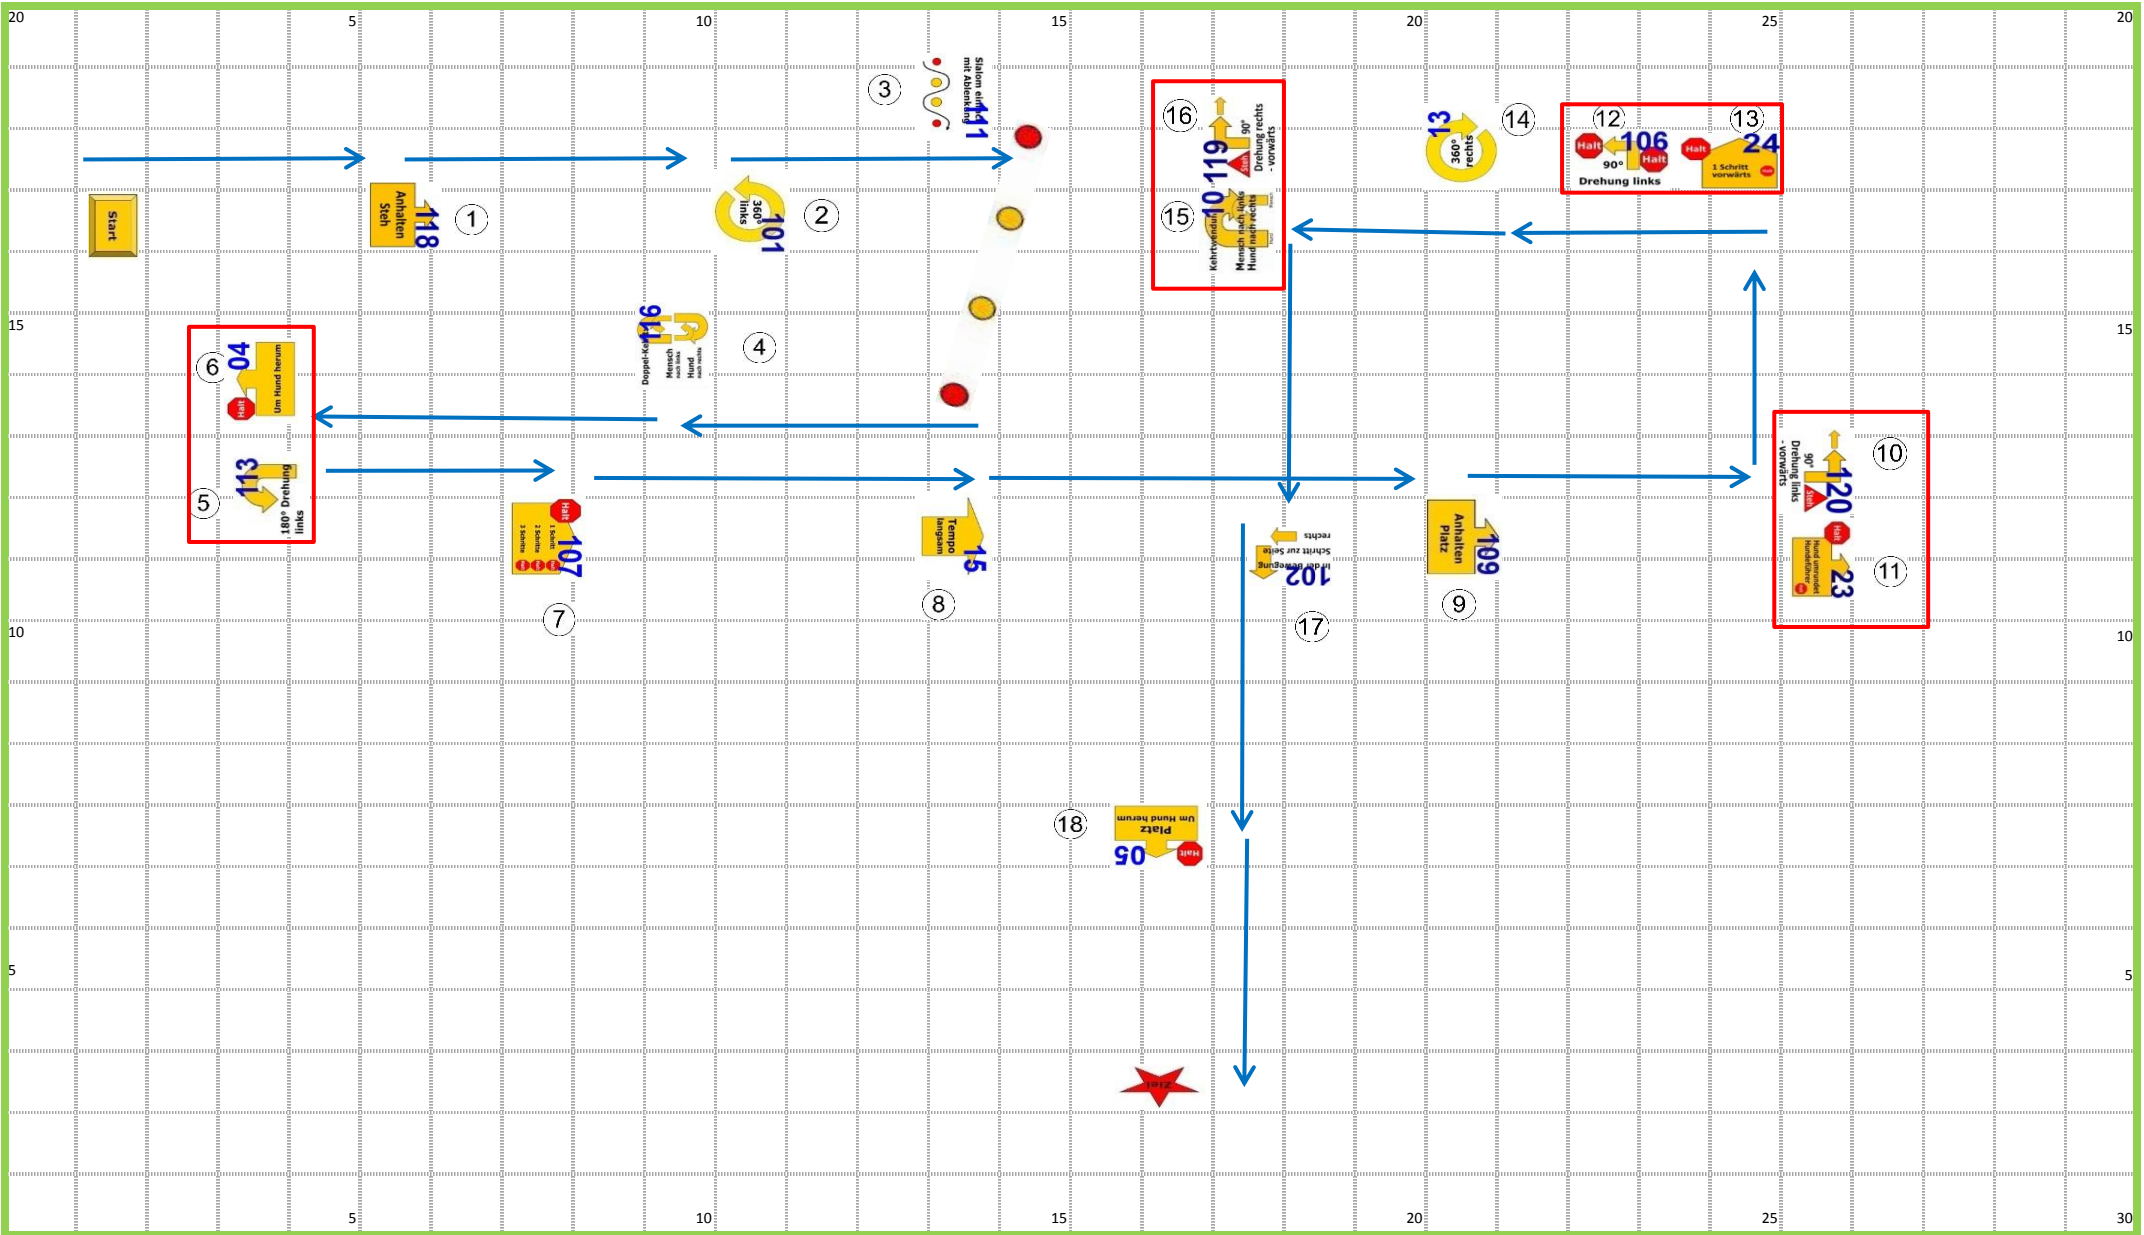 20 5 10 15 20 25 20
3
Slalom einfach
mit Ablenkung
111
16
119
90°
Steh
Drehung rechts
- vorwärts
13
360°
rechts
14
12
Halt
106
90°
Halt
Drehung links
13
Halt
24
1 Schritt
vorwärts
Start
Anhalten
Steh
118
1
360°
links
101
2
15
10
Kehrtwendung
Mensch nach links
Hund nach rechts
15
116
Mensch
nach links
Hund
nach rechts
4
15
6
04
Um Hund herum
Halt
5
113
180° Drehung
links
Halt
1 Schritt
2 Schritte
3 Schritte
107
7
Tempo
langsam
15
8
rechts
Schritt zur Seite
In der Bewegung
102
17
Anhalten
Platz
109
9
Drehung links
- vorwärts
90°
Steh
120
10
Halt
Hund umrundet
Hundeführer
23
11
10
10
18
Um Hund herum
Platz
05
Halt
5
5
Ziel
5 10 15 20 25 30